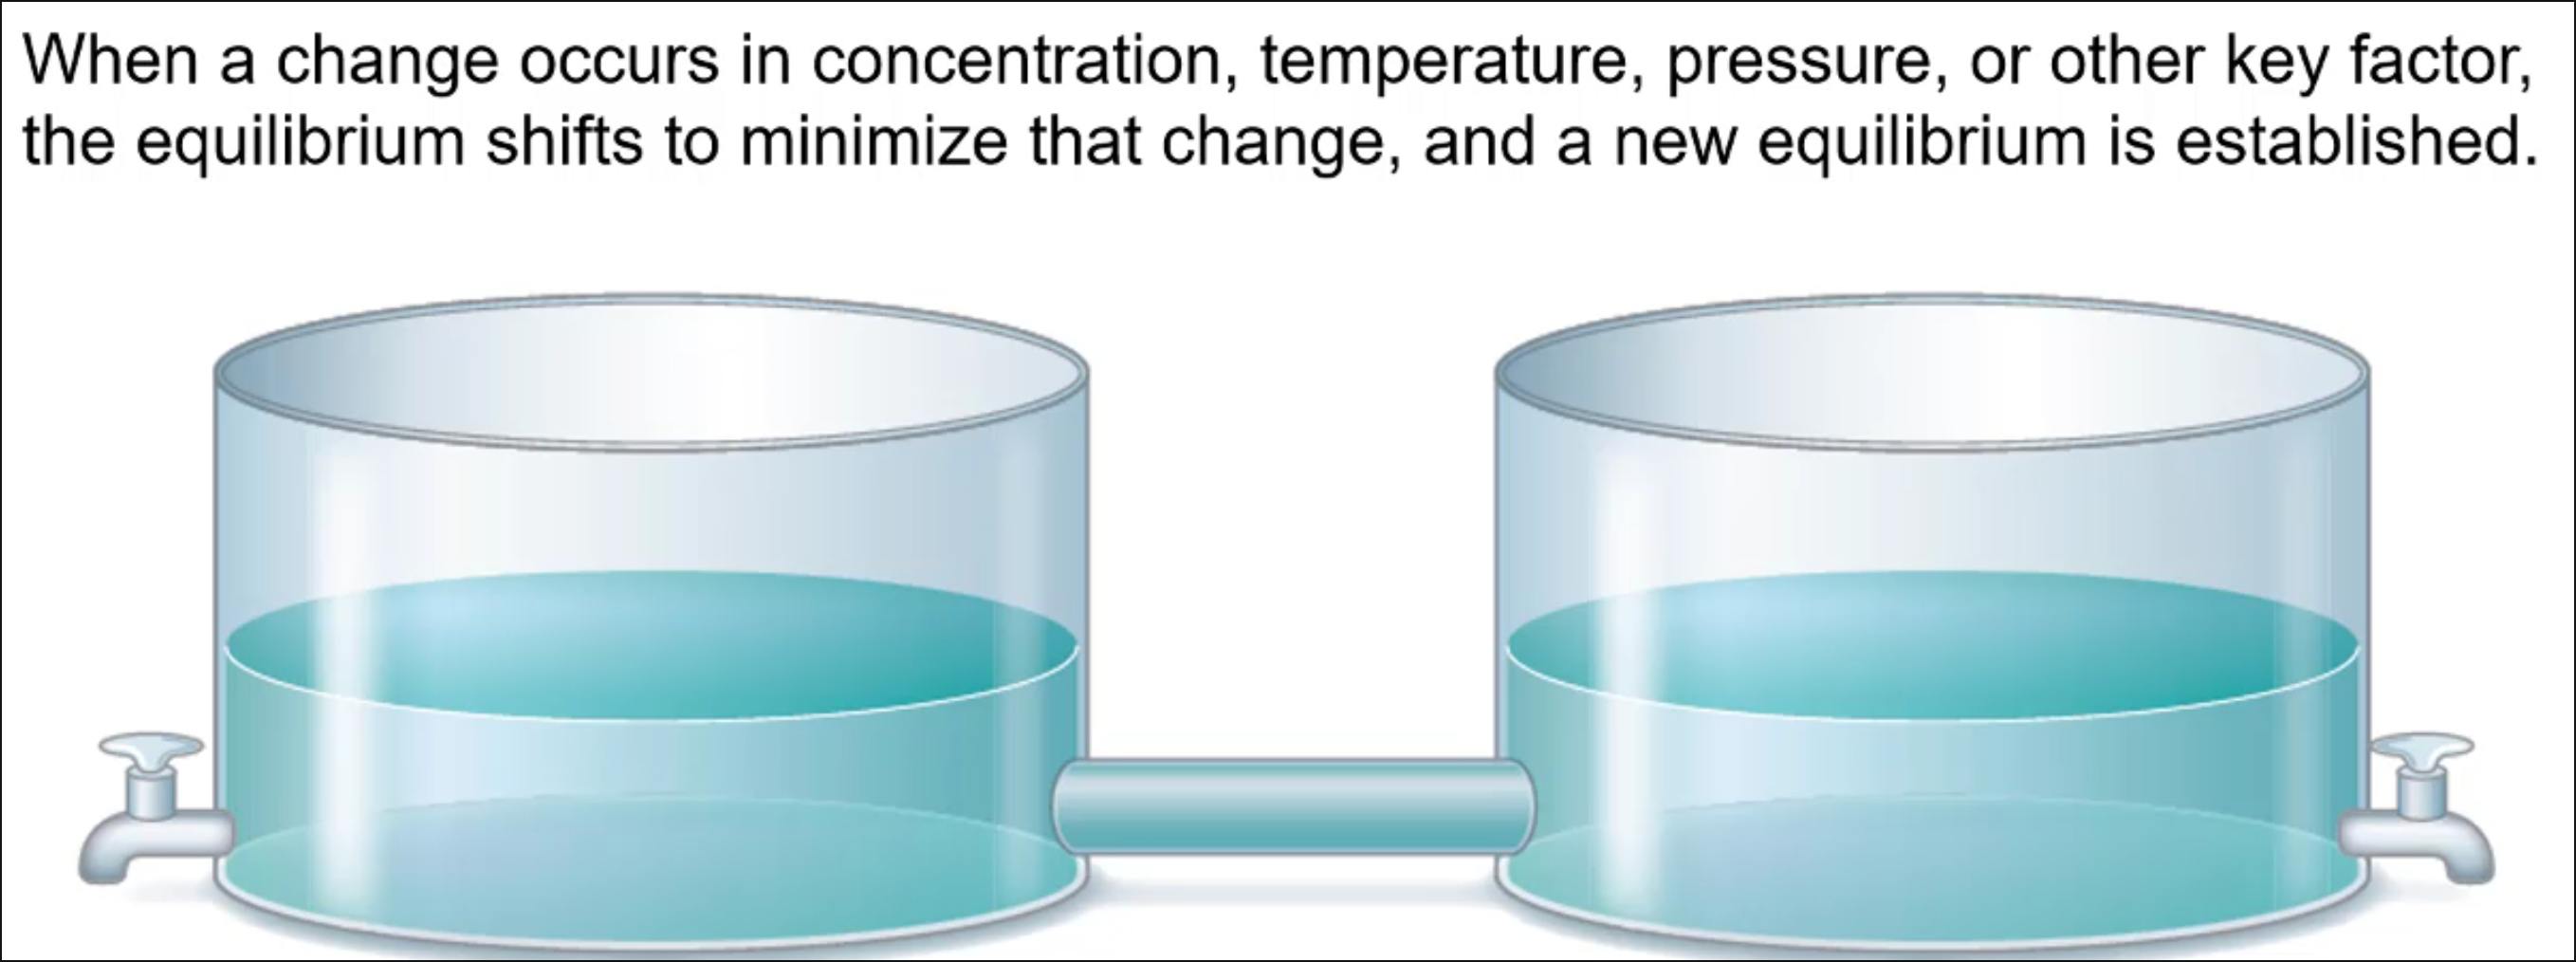 When a change occurs in concentration, temperature, pressure, or other key factor,
the equilibrium shifts to minimize that change, and a new equilibrium is established.